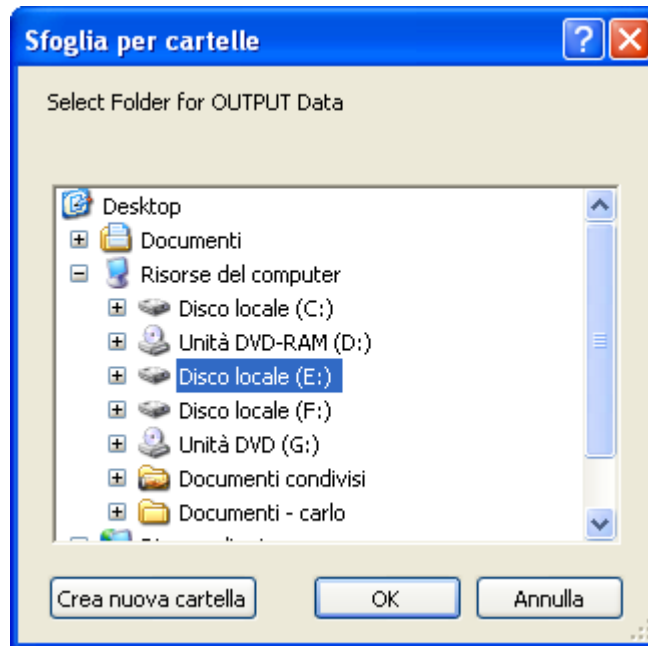 Sfoglia per cartelle
Select Folder for OUTPUT Data
Desktop
Documenti
Risorse del computer
Disco locale (C:)
Unità DVD-RAM (D:)
Disco locale (E:)
Disco locale (F:)
Unità DVD (G:)
Documenti condivisi
Documenti - carlo
Crea nuova cartella
OK
Annulla